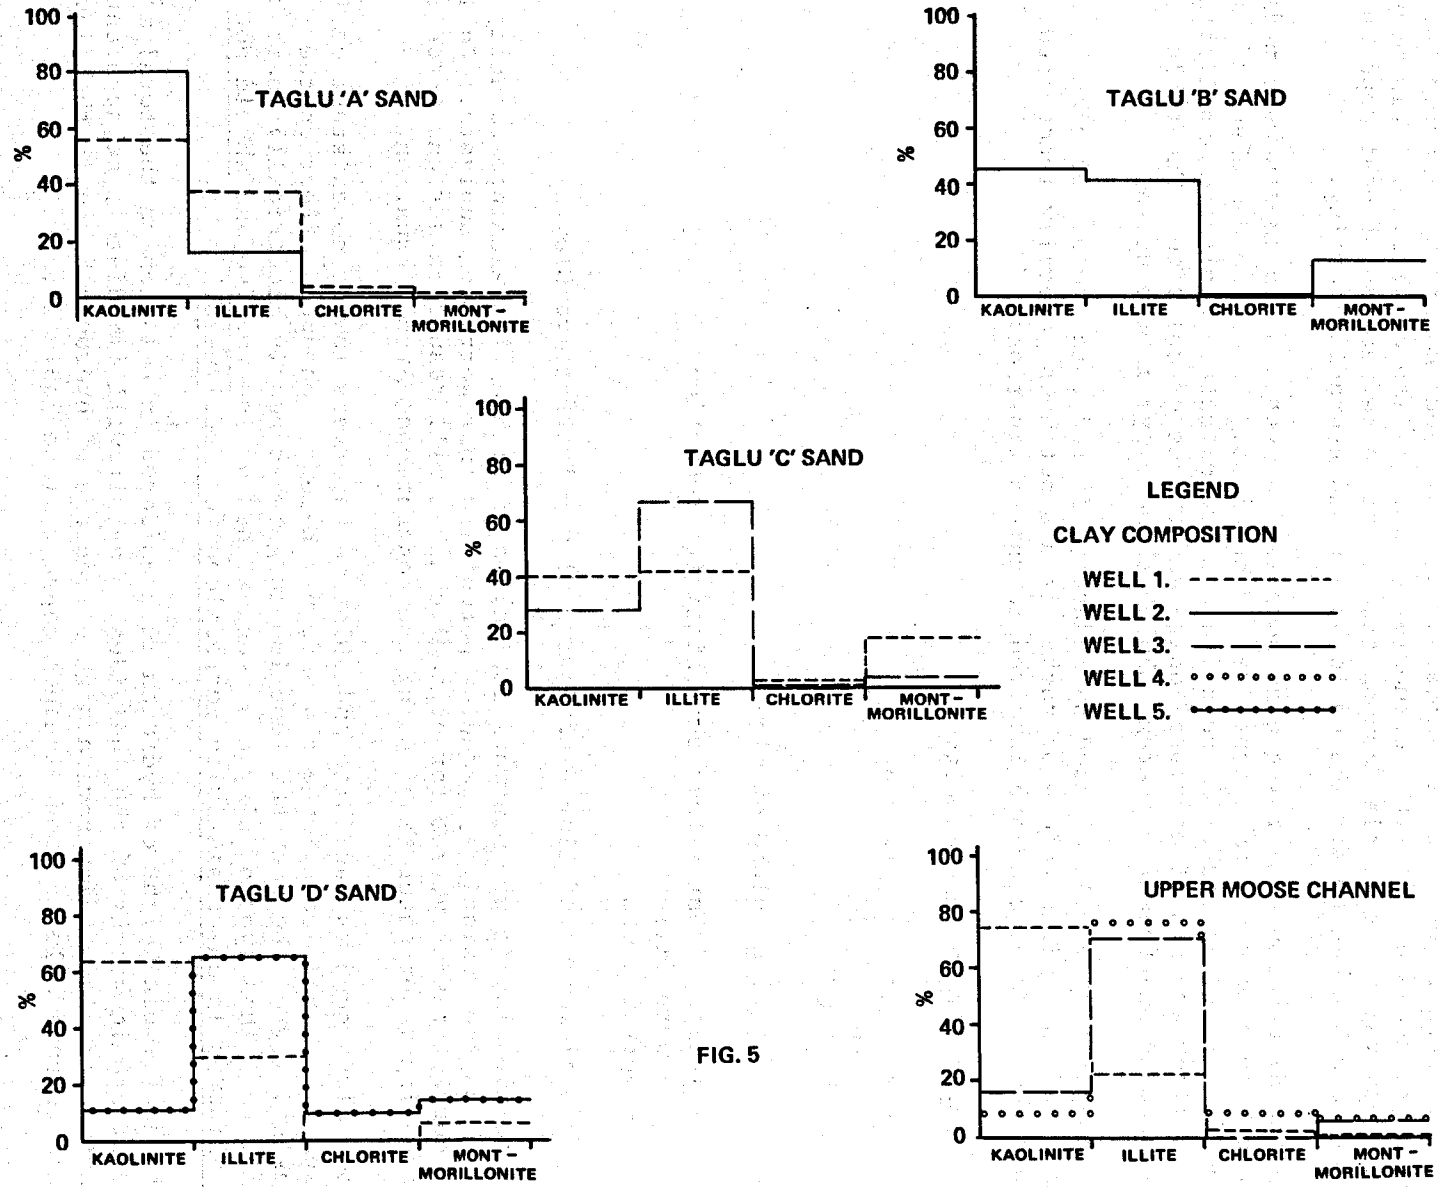 TAGLU 'A' SAND
100
80
60
40
20
0
%
KAOLINITE ILLITE CHLORITE MONT-
MORILLONITE
TAGLU 'B' SAND
100
80
60
40
20
0
%
KAOLINITE ILLITE CHLORITE MONT-
MORILLONITE
TAGLU 'C' SAND
100
80
60
40
20
0
%
KAOLINITE ILLITE CHLORITE MONT-
MORILLONITE
LEGEND
CLAY COMPOSITION
WELL 1.
WELL 2.
WELL 3.
WELL 4.
WELL 5.
TAGLU 'D' SAND
100
80
60
40
20
0
%
KAOLINITE ILLITE CHLORITE MONT-
MORILLONITE
FIG. 5
UPPER MOOSE CHANNEL
100
80
60
40
20
0
%
KAOLINITE ILLITE CHLORITE MONT-
MORILLONITE